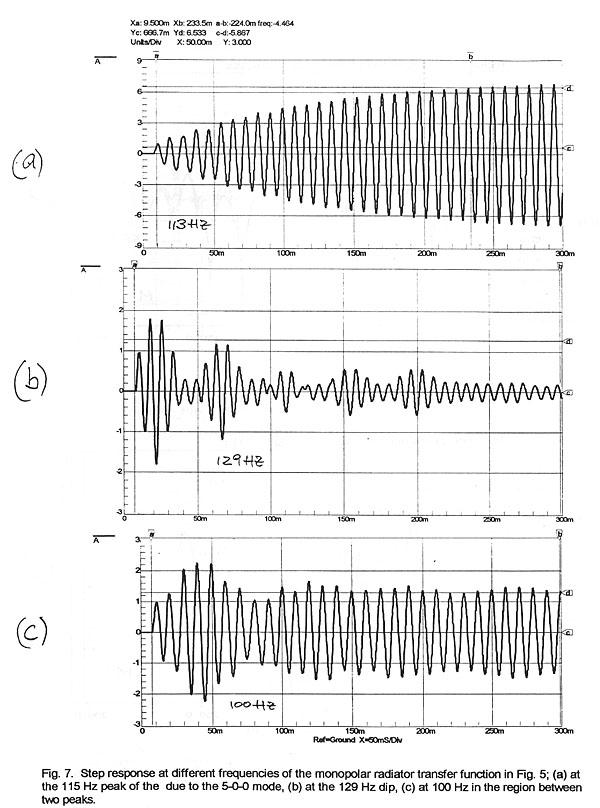 Xa: 9.500m Xb: 233.5m a-b:-224.0m freq:-4.464
Yc: 666.7m Yd: 6.533 c-d:-5.867
Units/Div X: 50.00m Y: 3.000
A
a
b
9
6
d
3
(a)
0
c
-3
-6
113HZ
-9
0 50m 100m 150m 200m 250m 300m
A
a
b
3
2
d
1
(b)
0
c
-1
129HZ
-2
-3
0 50m 100m 150m 200m 250m 300m
A
a
b
3
2
d
1
(c)
0
c
-1
-2
100HZ
-3
0 50m 100m 150m 200m 250m 300m
Ref=Ground X=50mS/Div
Fig. 7. Step response at different frequencies of the monopolar radiator transfer function in Fig. 5; (a) at
the 115 Hz peak of the due to the 5-0-0 mode, (b) at the 129 Hz dip, (c) at 100 Hz in the region between
two peaks.